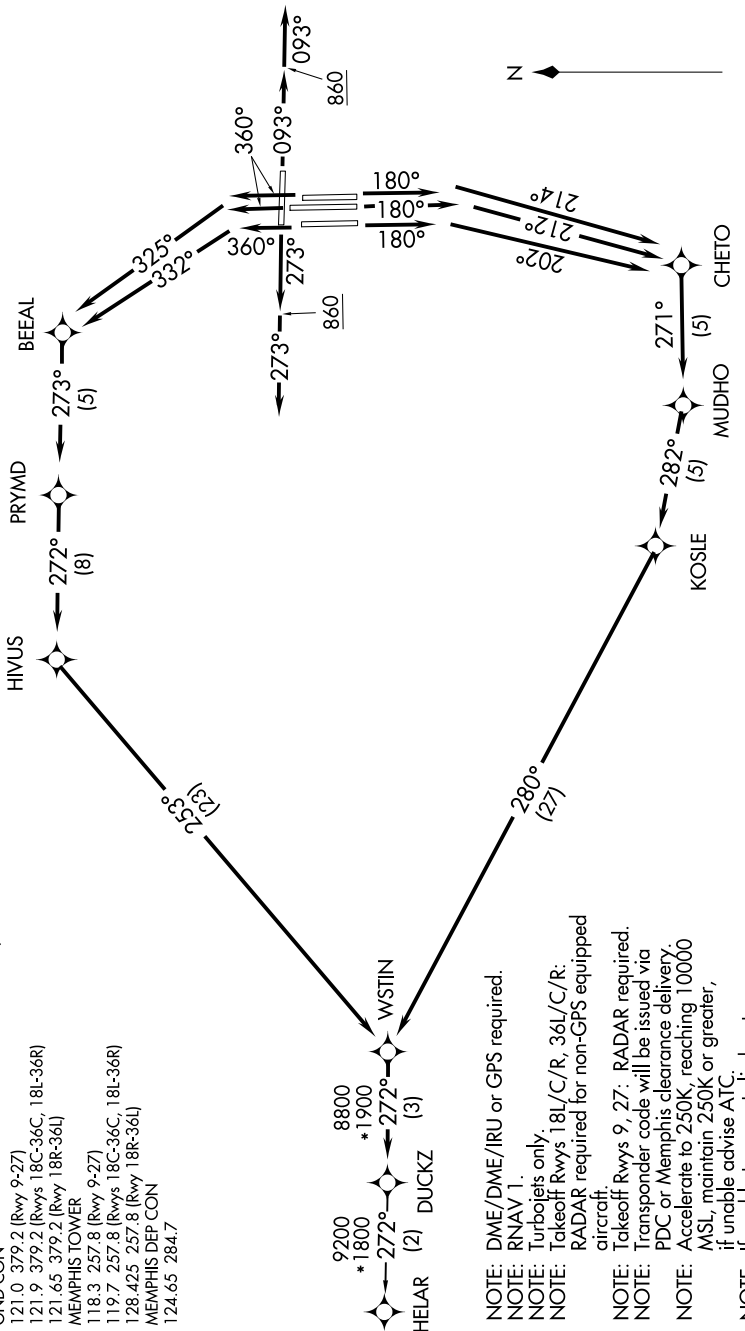 GND CON
121.0 379.2 (Rwy 9-27)
121.9 379.2 (Rwys 18C-36C, 18L-36R)
121.65 379.2 (Rwy 18R-36L)
MEMPHIS TOWER
118.3 257.8 (Rwy 9-27)
119.7 257.8 (Rwys 18C-36C, 18L-36R)
128.425 257.8 (Rwy 18R-36L)
MEMPHIS DEP CON
124.65 284.7
HIVUS
272°
(8)
PRYMD
273°
(5)
BEEAL
325°
332°
360°
360°
093°
860
093°
273°
860
273°
N
180°
180°
180°
214°
212°
202°
CHETO
271°
(5)
MUDHO
282°
(5)
KOSLE
253°
(23)
280°
(27)
WSTIN
8800
*1900
272°
(3)
DUCKZ
9200
*1800
272°
(2)
HELAR
NOTE: DME/DME/IRU or GPS required.
NOTE: RNAV 1.
NOTE: Turbojets only.
NOTE: Takeoff Rwys 18L/C/R, 36L/C/R:
RADAR required for non-GPS equipped
aircraft.
NOTE: Takeoff Rwys 9, 27: RADAR required.
NOTE: Transponder code will be issued via
PDC or Memphis clearance delivery.
NOTE: Accelerate to 250K, reaching 10000
MSL, maintain 250K or greater,
if unable advise ATC.